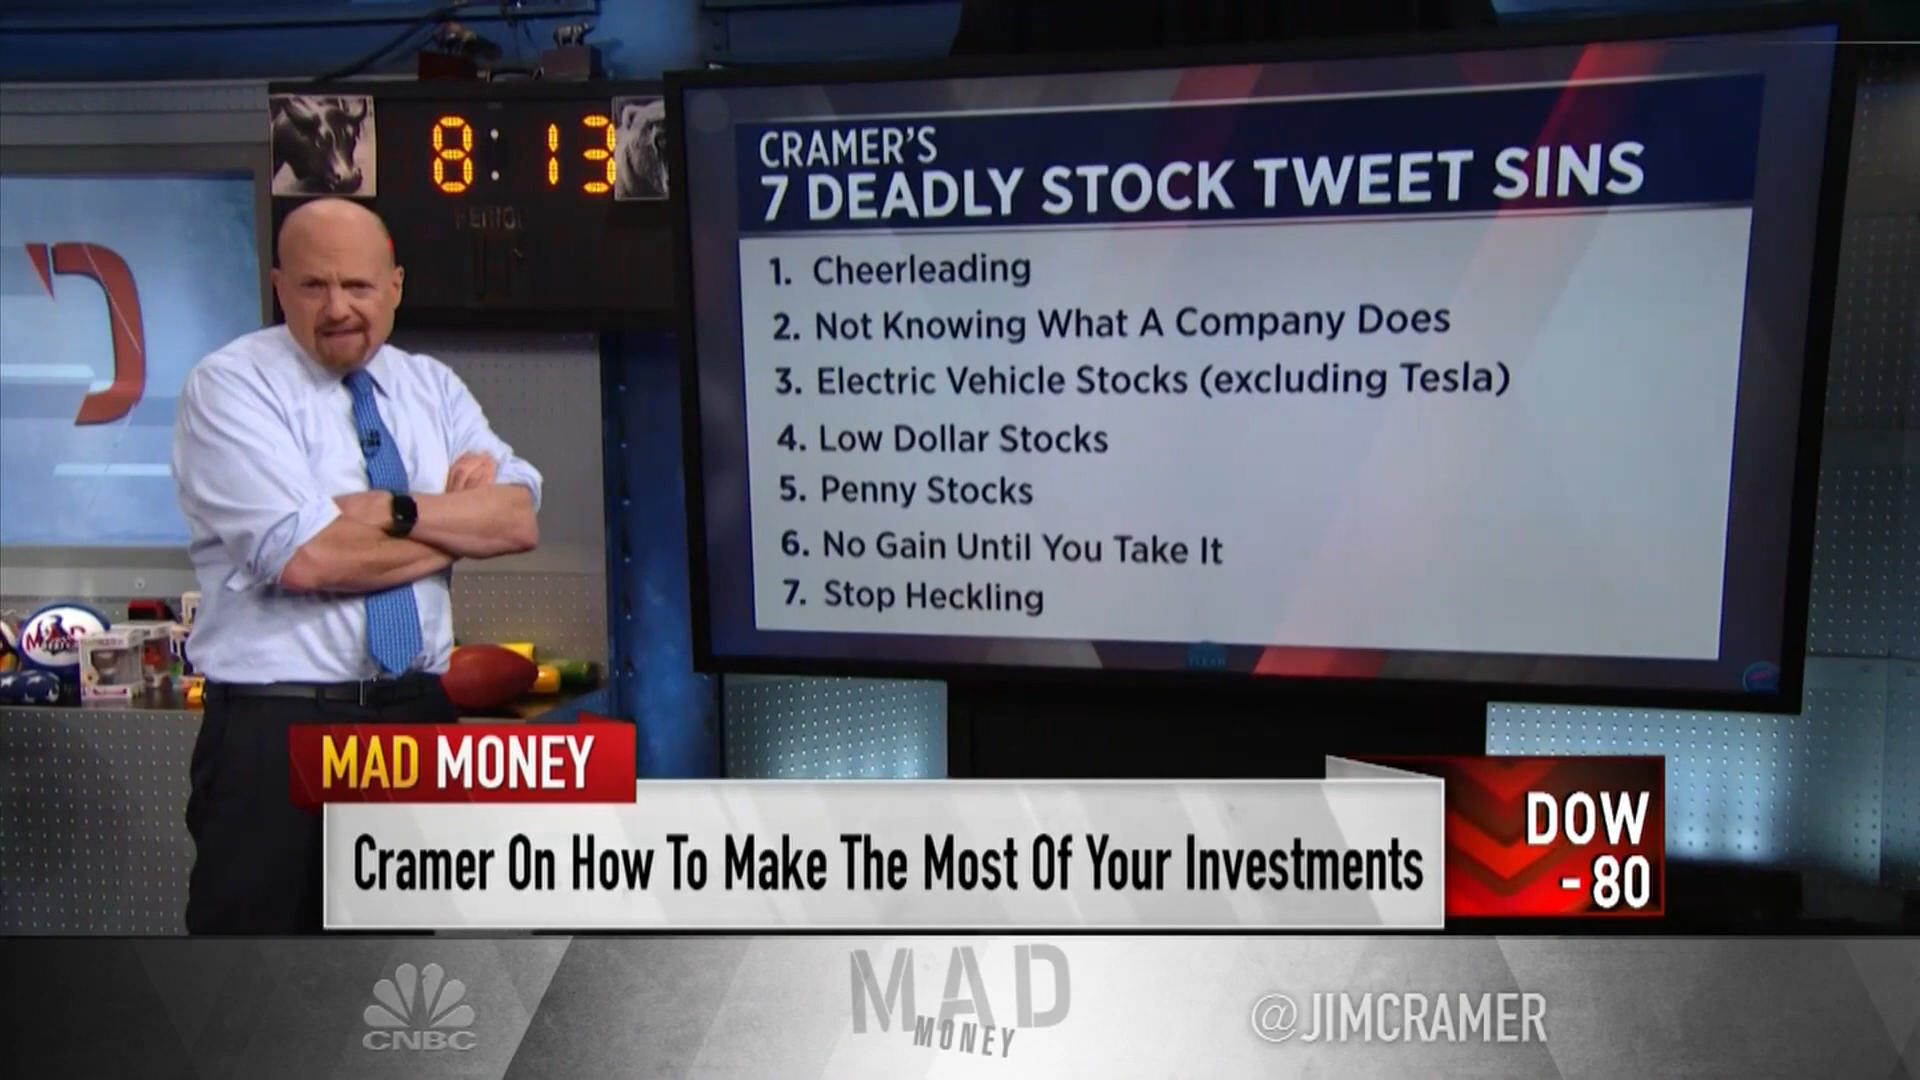 8:13
PERIOD
CRAMER'S
7 DEADLY STOCK TWEET SINS
1. Cheerleading
2. Not Knowing What A Company Does
3. Electric Vehicle Stocks (excluding Tesla)
4. Low Dollar Stocks
5. Penny Stocks
6. No Gain Until You Take It
7. Stop Heckling
CLEAR
MAD
MAD MONEY
Cramer On How To Make The Most Of Your Investments
DOW
- 80
CNBC
MAD
MONEY
@JIMCRAMER